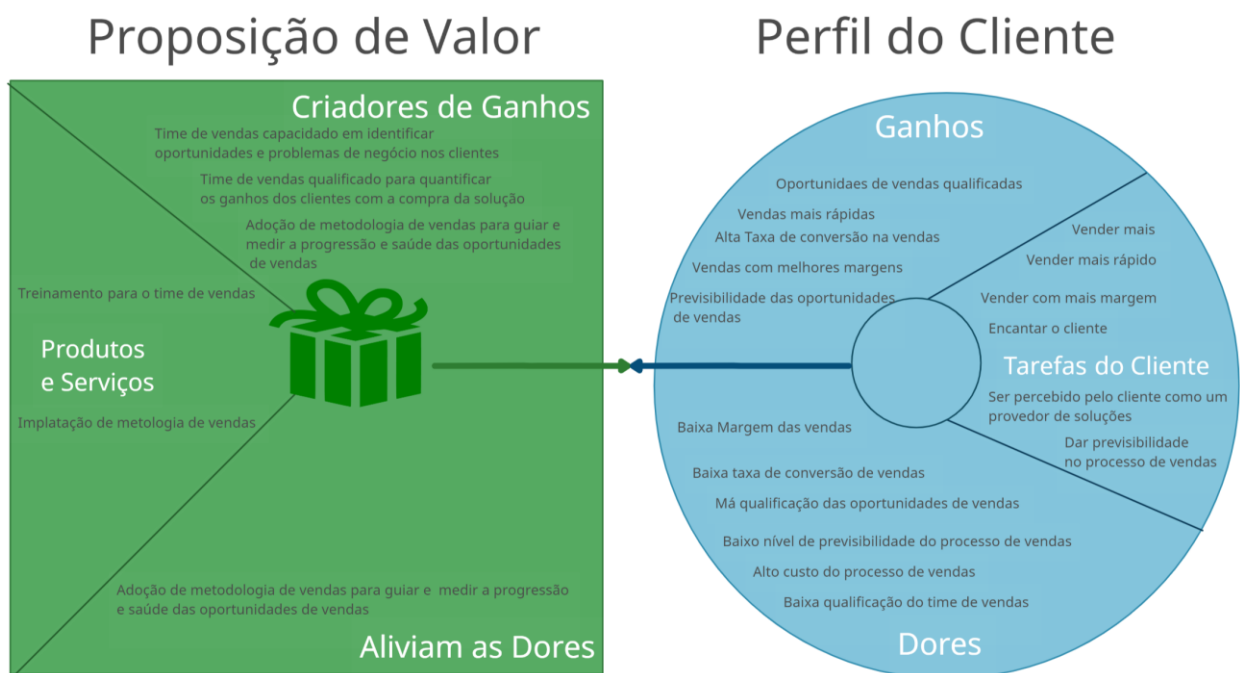 Proposição de Valor
Criadores de Ganhos
Time de vendas capacitado em identificar
oportunidades e problemas de negócio nos clientes
Time de vendas qualificado para quantificar
os ganhos dos clientes com a compra da solução
Adoção de metodologia de vendas para guiar e
medir a progressão e saúde das oportunidades
de vendas
Treinamento para o time de vendas
Produtos
e Serviços
Implatação de metologia de vendas
Adoção de metodologia de vendas para guiar e medir a progressão
e saúde das oportunidades de vendas
Aliviam as Dores
Perfil do Cliente
Ganhos
Oportunidaes de vendas qualificadas
Vendas mais rápidas
Alta Taxa de conversão na vendas
Vendas com melhores margens
Previsibilidade das oportunidades
de vendas
Vender mais
Vender mais rápido
Vender com mais margem
Encantar o cliente
Tarefas do Cliente
Ser percebido pelo cliente como um
provedor de soluções
Dar previsibilidade
no processo de vendas
Baixa Margem das vendas
Baixa taxa de conversão de vendas
Má qualificação das oportunidades de vendas
Baixo nível de previsibilidade do processo de vendas
Alto custo do processo de vendas
Baixa qualificação do time de vendas
Dores